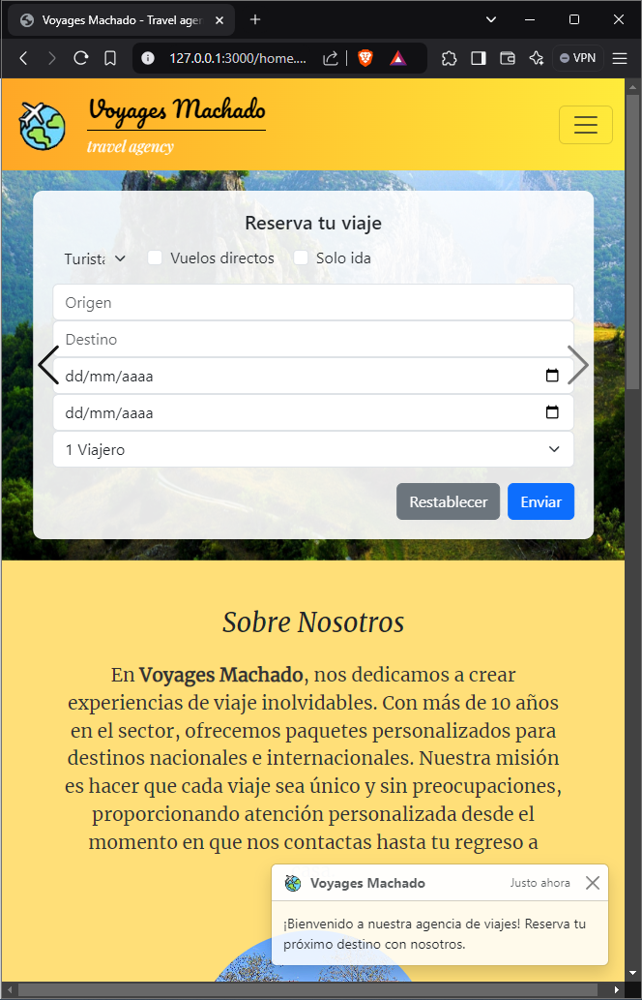 Voyages Machado - Travel ager
127.0.0.1:3000/home....
VPN
Voyages Machado
travel agency
Reserva tu viaje
Turista
Vuelos directos
Solo ida
Origen
Destino
dd/mm/aaaa
dd/mm/aaaa
1 Viajero
Restablecer
Enviar
Sobre Nosotros
En Voyages Machado, nos dedicamos a crear
experiencias de viaje inolvidables. Con más de 10 años
en el sector, ofrecemos paquetes personalizados para
destinos nacionales e internacionales. Nuestra misión
es hacer que cada viaje sea único y sin preocupaciones,
proporcionando atención personalizada desde el
momento en que nos contactas hasta tu regreso a
Voyages Machado
Justo ahora
¡Bienvenido a nuestra agencia de viajes! Reserva tu
próximo destino con nosotros.